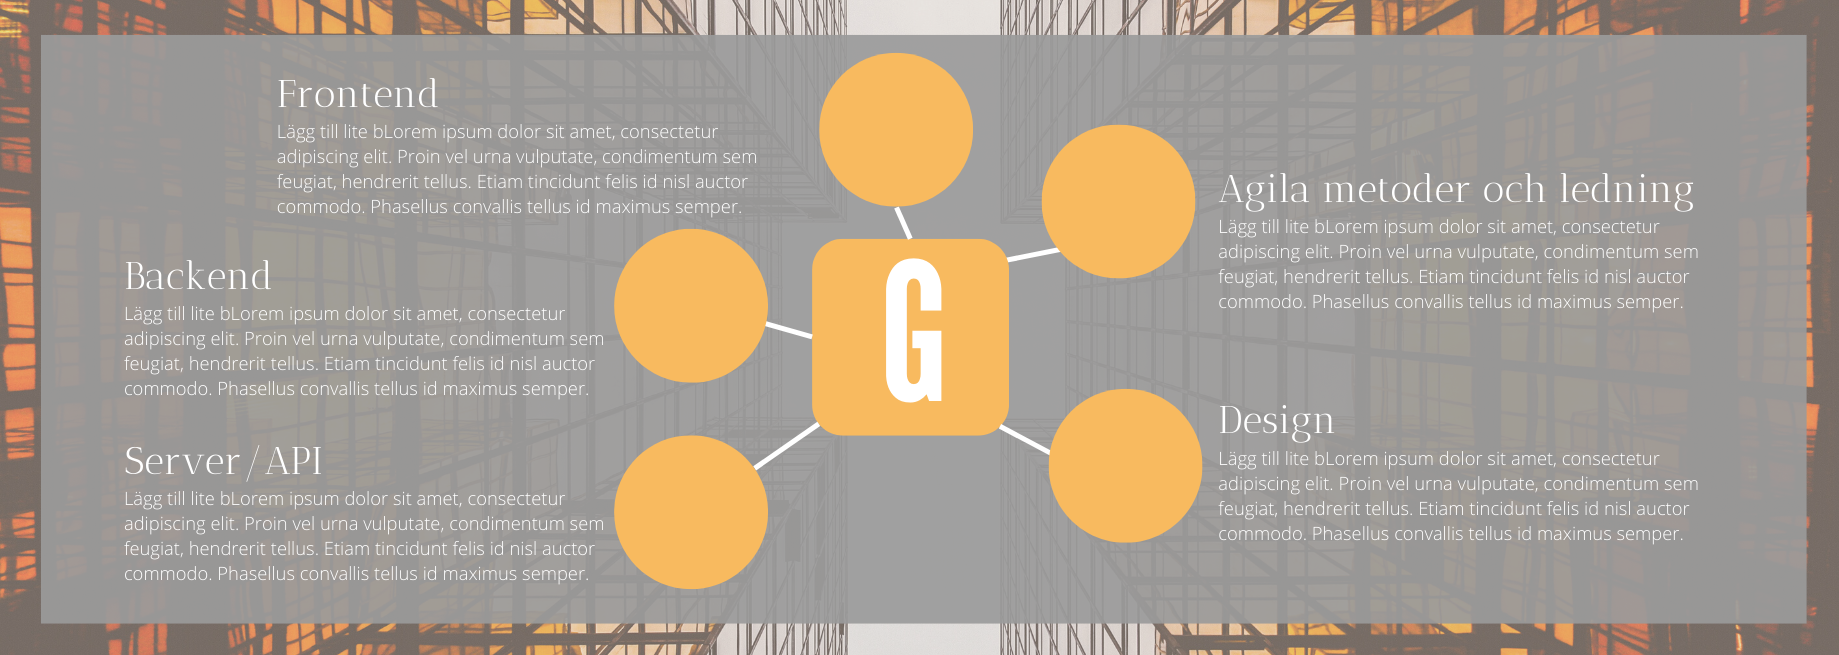 Frontend
Lägg till lite bLorem ipsum dolor sit amet, consectetur
adipiscing elit. Proin vel urna vulputate, condimentum sem
feugiat, hendrerit tellus. Etiam tincidunt felis id nisl auctor
commodo. Phasellus convallis tellus id maximus semper.
Backend
Lägg till lite bLorem ipsum dolor sit amet, consectetur
adipiscing elit. Proin vel urna vulputate, condimentum sem
feugiat, hendrerit tellus. Etiam tincidunt felis id nisl auctor
commodo. Phasellus convallis tellus id maximus semper.
Server/API
Lägg till lite bLorem ipsum dolor sit amet, consectetur
adipiscing elit. Proin vel urna vulputate, condimentum sem
feugiat, hendrerit tellus. Etiam tincidunt felis id nisl auctor
commodo. Phasellus convallis tellus id maximus semper.
G
Agila metoder och ledning
Lägg till lite bLorem ipsum dolor sit amet, consectetur
adipiscing elit. Proin vel urna vulputate, condimentum sem
feugiat, hendrerit tellus. Etiam tincidunt felis id nisl auctor
commodo. Phasellus convallis tellus id maximus semper.
Design
Lägg till lite bLorem ipsum dolor sit amet, consectetur
adipiscing elit. Proin vel urna vulputate, condimentum sem
feugiat, hendrerit tellus. Etiam tincidunt felis id nisl auctor
commodo. Phasellus convallis tellus id maximus semper.